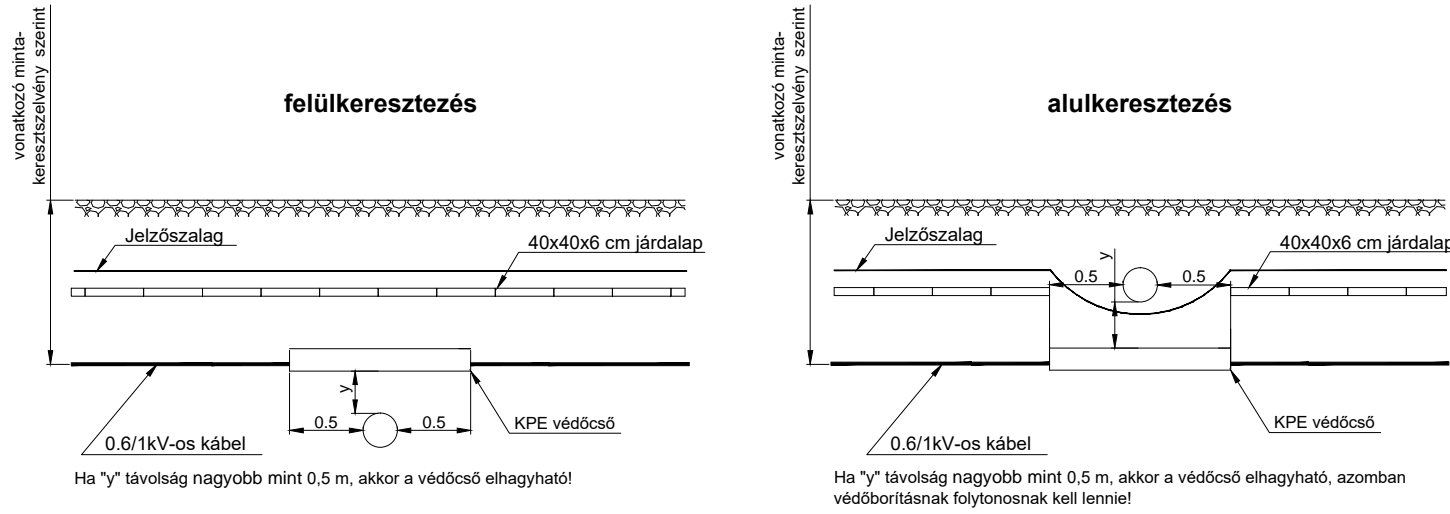 vonatkozó minta-
keresztszelvény szerint
felülkeresztezés
Jelzőszalag
40x40x6 cm járdalap
y
0.5
0.5
KPE védőcső
0.6/1kV-os kábel
Ha "y" távolság nagyobb mint 0,5 m, akkor a védőcső elhagyható!
vonatkozó minta-
keresztszelvény szerint
alulkeresztezés
Jelzőszalag
y
40x40x6 cm járdalap
0.5
0.5
KPE védőcső
0.6/1kV-os kábel
Ha "y" távolság nagyobb mint 0,5 m, akkor a védőcső elhagyható, azomban
védőborításnak folytonosnak kell lennie!